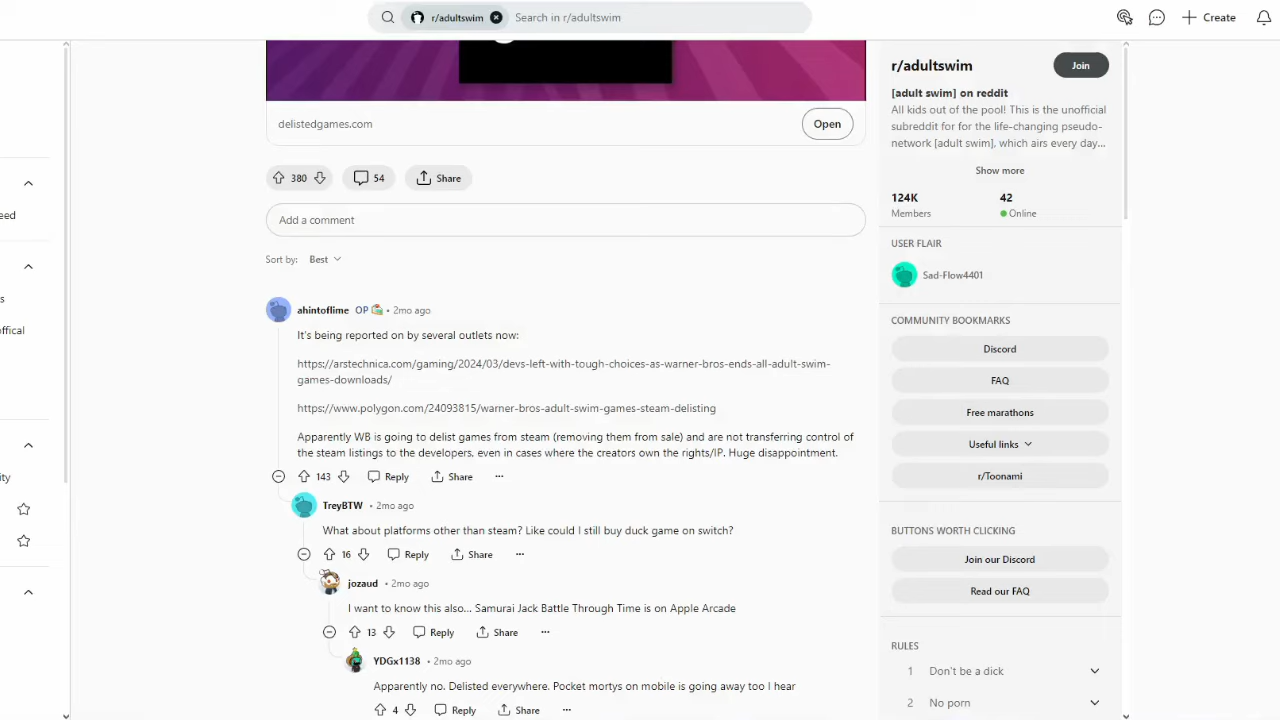 r/adultswim
Search in r/adultswim
Create
eed
s
ffical
ity
delistedgames.com
Open
380
54
Share
Add a comment
Sort by: Best
ahintoflime OP • 2mo ago
It's being reported on by several outlets now:
https://arstechnica.com/gaming/2024/03/devs-left-with-tough-choices-as-warner-bros-ends-all-adult-swim-
games-downloads/
https://www.polygon.com/24093815/warner-bros-adult-swim-games-steam-delisting
Apparently WB is going to delist games from steam (removing them from sale) and are not transferring control of
the steam listings to the developers, even in cases where the creators own the rights/IP. Huge disappointment.
143 Reply Share ...
TreyBTW • 2mo ago
What about platforms other than steam? Like could I still buy duck game on switch?
16 Reply Share ...
jozaud • 2mo ago
I want to know this also... Samurai Jack Battle Through Time is on Apple Arcade
13 Reply Share ...
YDGx1138 • 2mo ago
Apparently no. Delisted everywhere. Pocket mortys on mobile is going away too I hear
4 Reply Share ...
r/adultswim
Join
[adult swim] on reddit
All kids out of the pool! This is the unofficial
subreddit for for the life-changing pseudo-
network [adult swim], which airs every day...
Show more
124K 42
Members Online
USER FLAIR
Sad-Flow4401
COMMUNITY BOOKMARKS
Discord
FAQ
Free marathons
Useful links
r/Toonami
BUTTONS WORTH CLICKING
Join our Discord
Read our FAQ
RULES
1 Don't be a dick
2 No porn